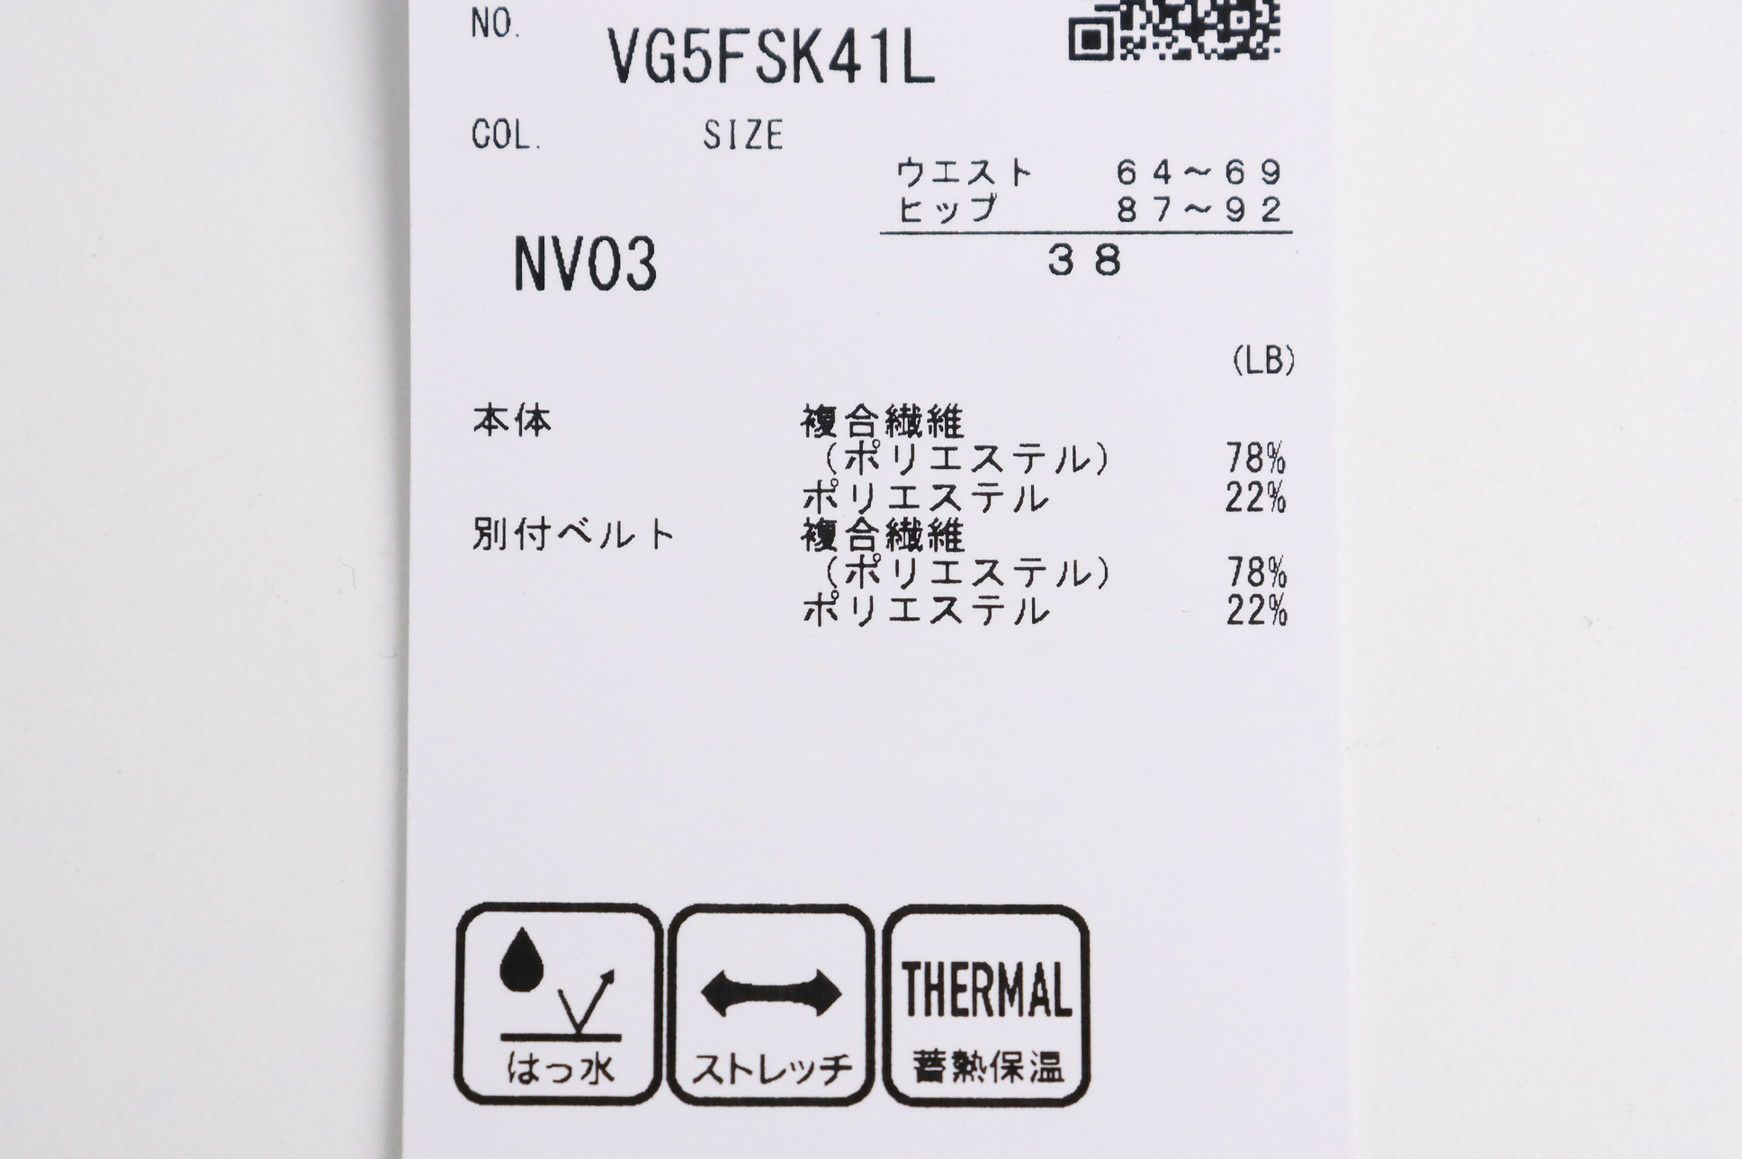 NO.
VG5FSK41L
COL. SIZE
ウエスト 64～69
ヒップ 87～92
NV03 38
(LB)
本体 複合繊維
(ポリエステル) 78%
ポリエステル 22%
別付ベルト 複合繊維
(ポリエステル) 78%
ポリエステル 22%
THERMAL
はっ水 ストレッチ 蓄熱保温